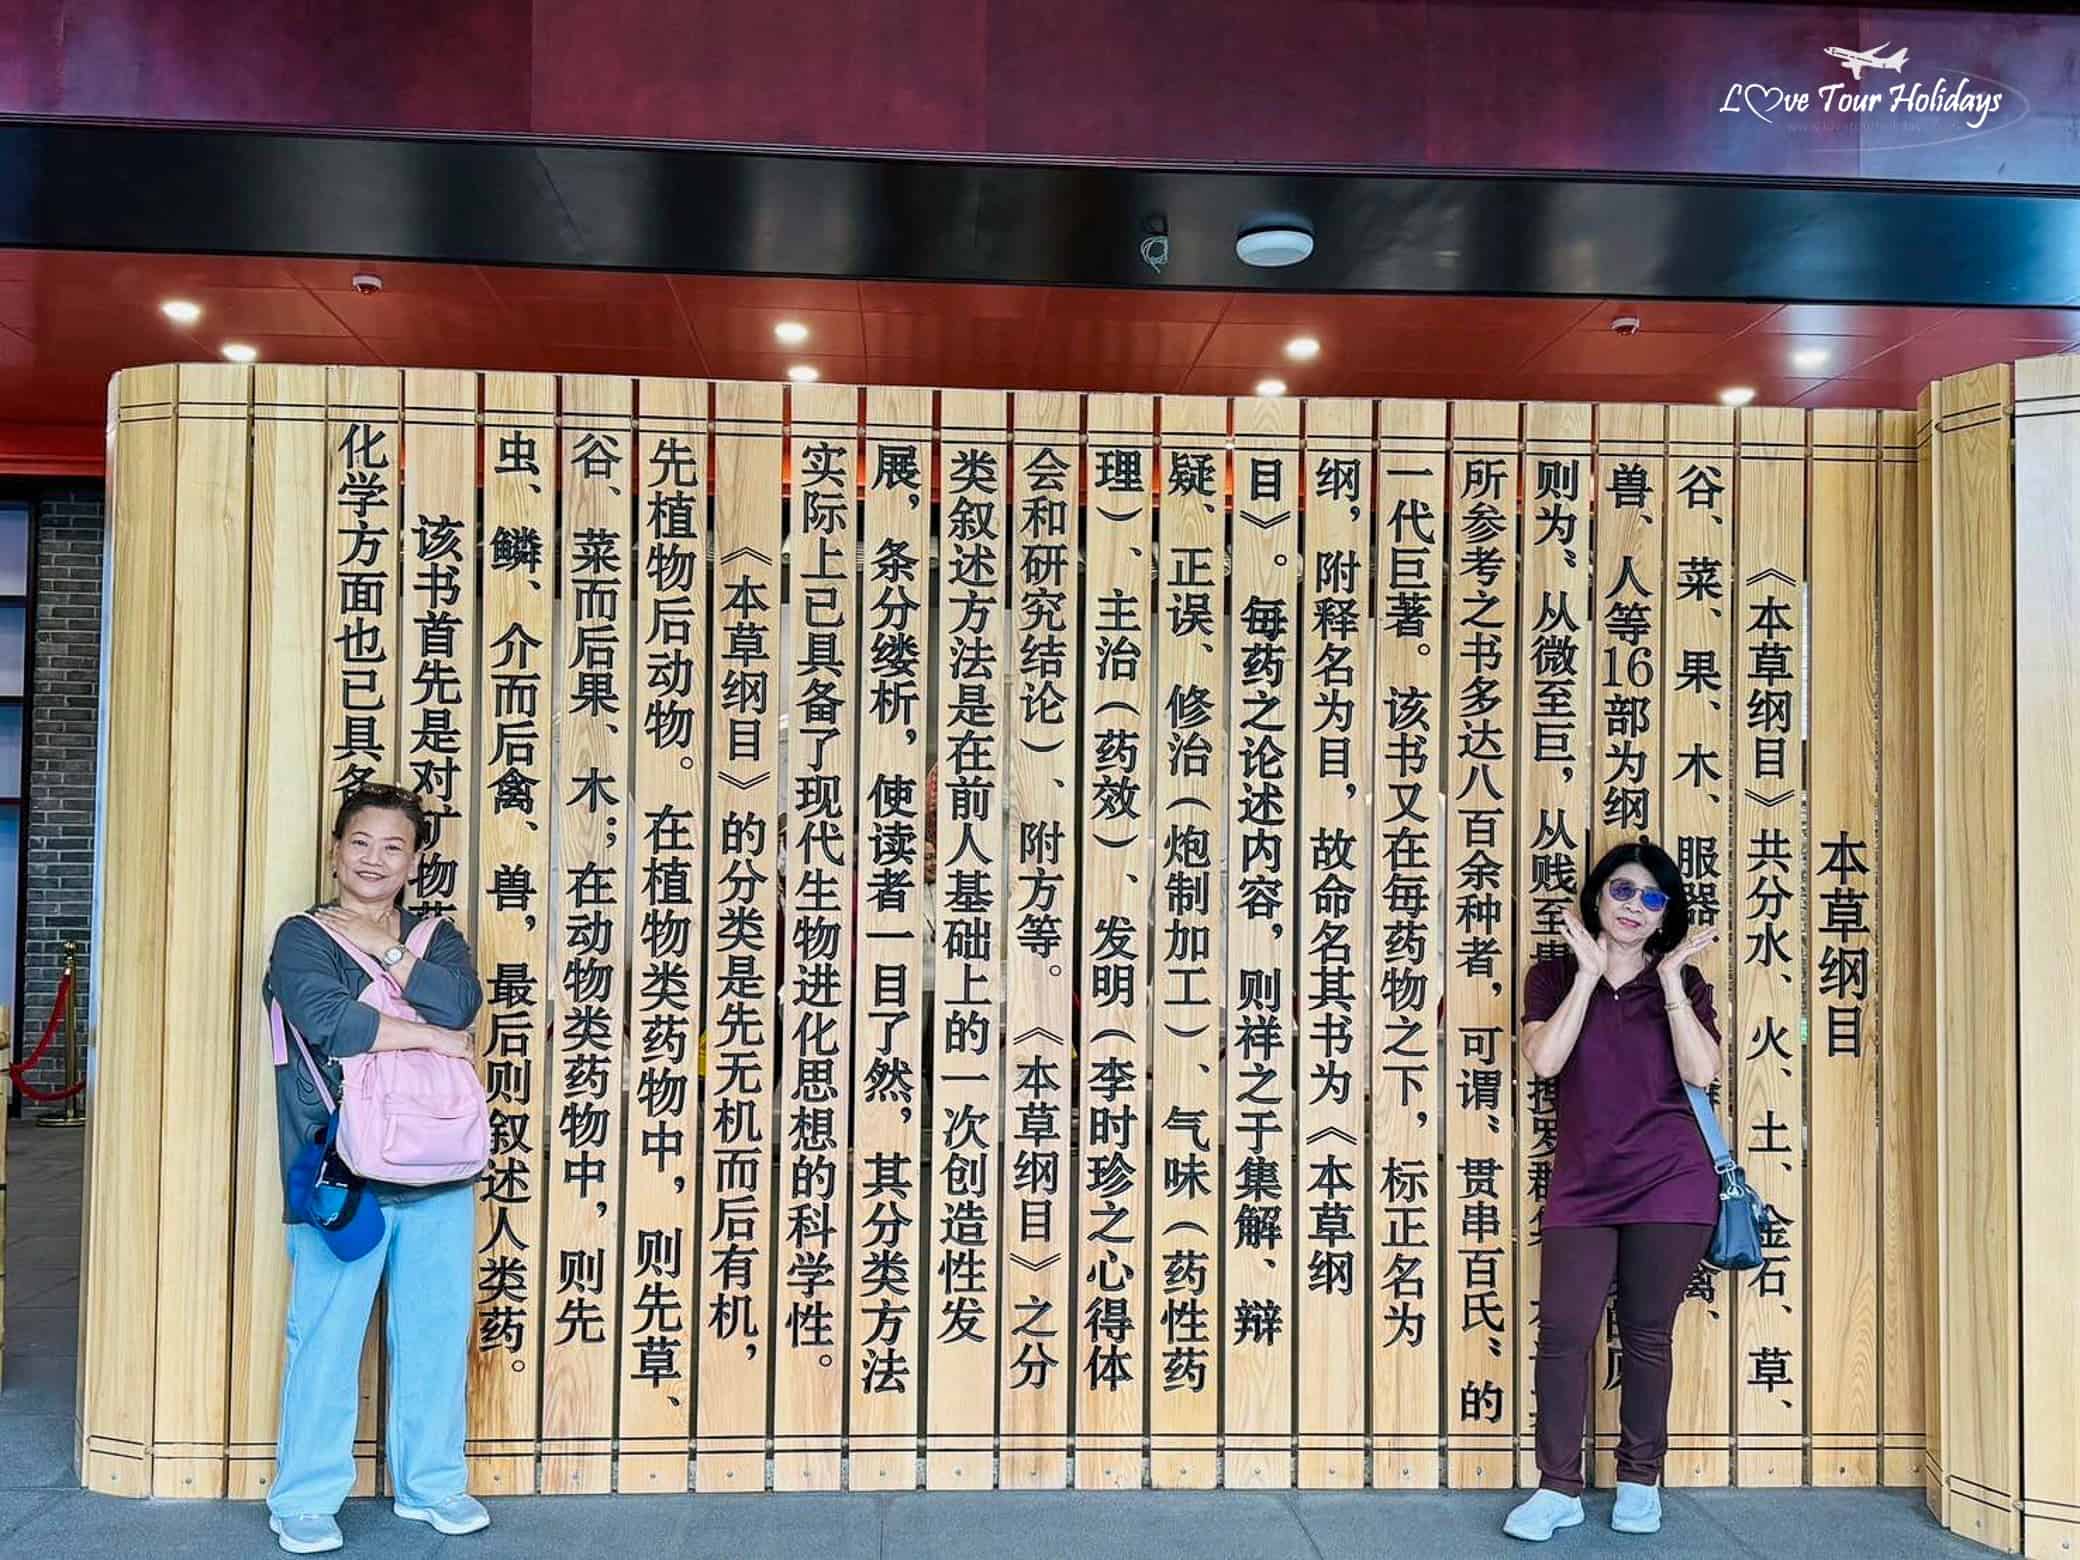 Love Tour Holidays
本草纲目
《本草纲目》共分水、火、土、金石、草、
谷、菜、果、木、服器、禽、
兽、人等16部为纲
则为：从微至巨，从贱至贵
所参考之书多达八百余种者，可谓：贯串百氏：的
一代巨著。该书又在每药物之下，标正名为
纲，附释名为目，故命名其书为《本草纲
目》。每药之论述内容，则祥之于集解、辩
疑、正误、修治（炮制加工）、气味（药性药
理）、主治（药效）、发明（李时珍之心得体
会和研究结论）、附方等。《本草纲目》之分
类叙述方法是在前人基础上的一次创造性发
展，条分缕析，使读者一目了然，其分类方法
实际上已具备了现代生物进化思想的科学性。
《本草纲目》的分类是先无机而后有机，
先植物后动物。在植物类药物中，则先草、
谷、菜而后果、木；在动物类药物中，则先
虫、鳞、介而后禽、兽，最后则叙述人类药。
该书首先是对矿物药
化学方面也已具备